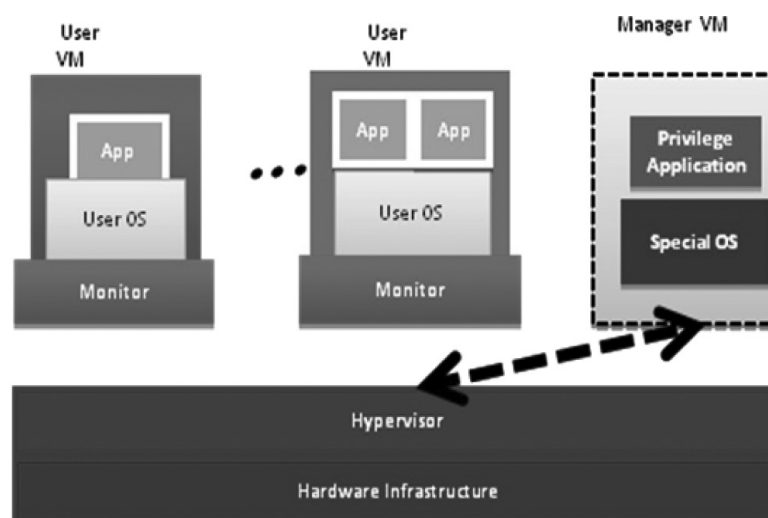 User
VM
App
User OS
Monitor
User
VM
App
App
User OS
Monitor
Manager VM
Privilege
Application
Special OS
Hypervisor
Hardware Infrastructure